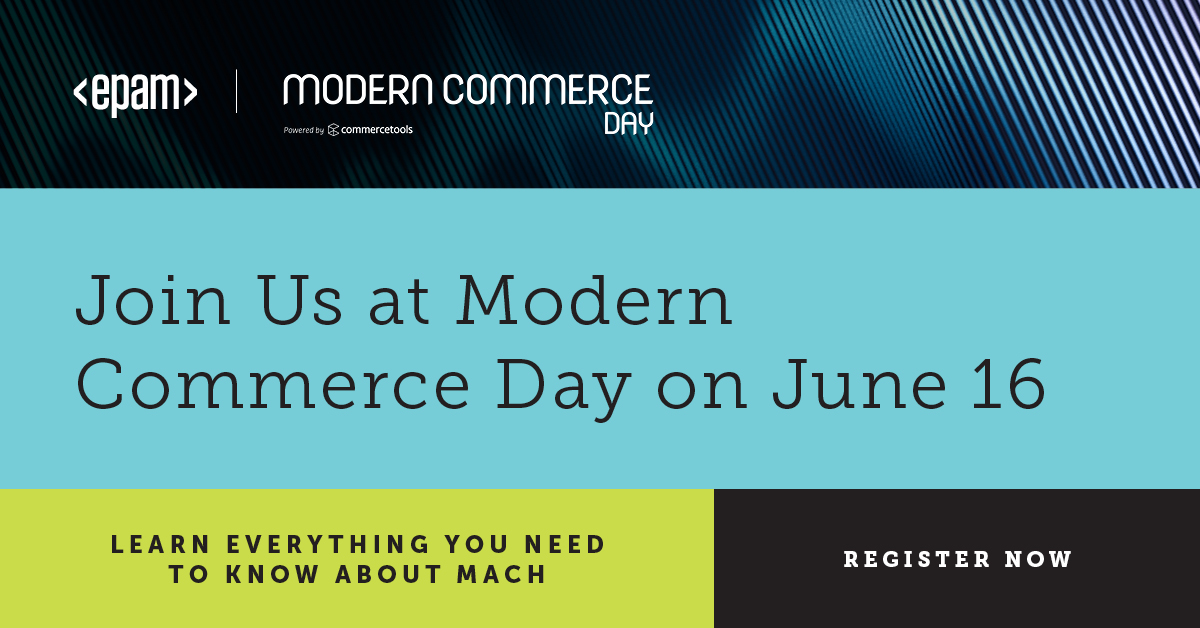 <epam>
MODERN COMMERCE
DAY
Powered by commercetools
Join Us at Modern
Commerce Day on June 16
LEARN EVERYTHING YOU NEED
TO KNOW ABOUT MACH
REGISTER NOW